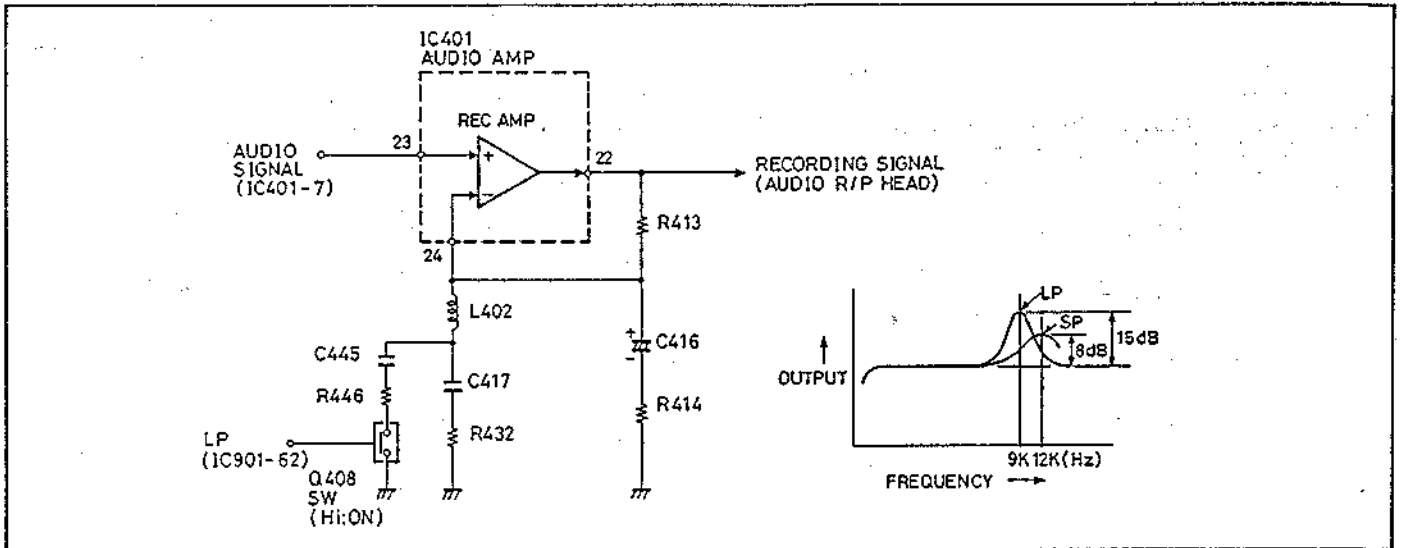 IC401
AUDIO AMP
REC AMP
23
+
22
AUDIO
SIGNAL
(IC401-7)
RECORDING SIGNAL
(AUDIO R/P HEAD)
−
R413
24
L402
LP
SP
15dB
8dB
C445
+
C416
−
OUTPUT
C417
R446
R414
R432
LP
(IC901-62)
9K 12K(Hz)
FREQUENCY
Q408
SW
(Hi:ON)